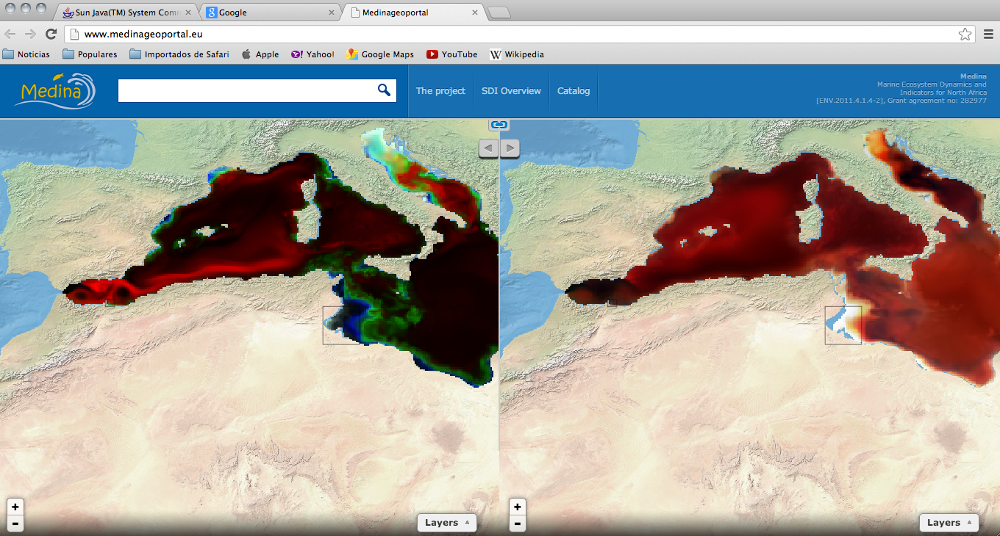 Sun Java(TM) System Com
Google
Medinageoportal
www.medinageoportal.eu
Noticias
Populares
Importados de Safari
Apple
Yahoo!
Google Maps
YouTube
W Wikipedia
Medina
The project
SDI Overview
Catalog
Medina
Marine Ecosystem Dynamics and
Indicators for North Africa
[ENV.2011.4.1.4-2], Grant agreement no: 282977
+
-
Layers
+
-
Layers